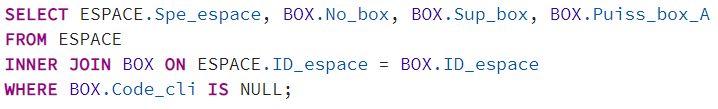 SELECT ESPACE.Spe_espace, BOX.No_box, BOX.Sup_box, BOX.Puiss_box_A
FROM ESPACE
INNER JOIN BOX ON ESPACE.ID_espace = BOX.ID_espace
WHERE BOX.Code_cli IS NULL;